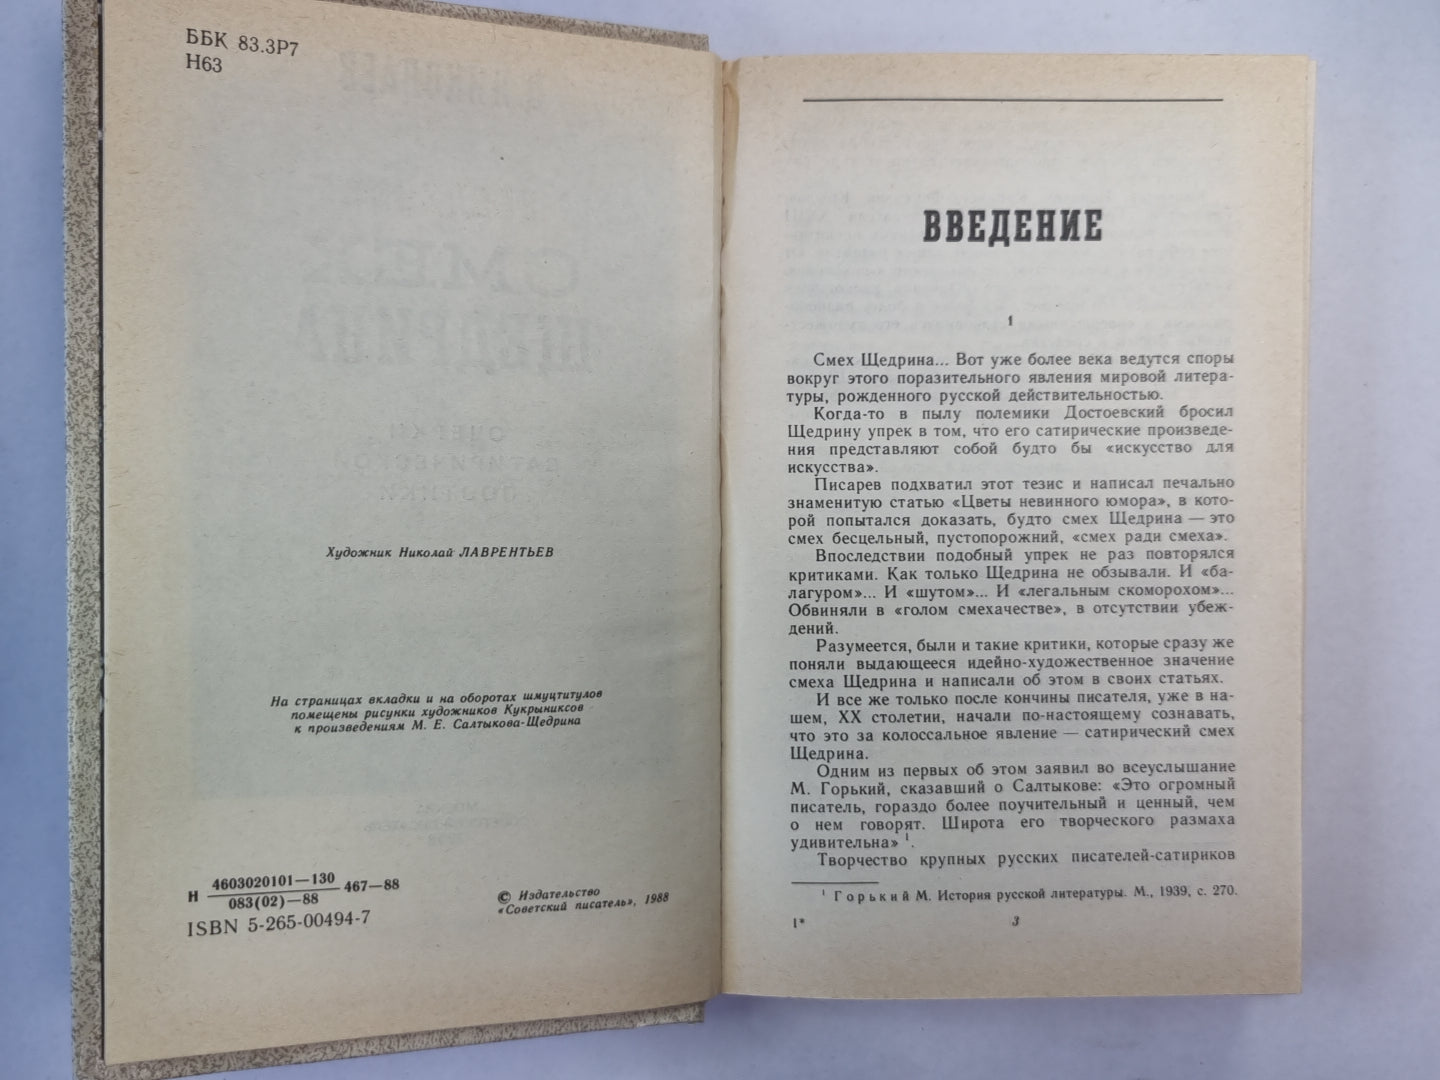 ББК 83.3Р7
Н63
Художник Николай ЛАВРЕНТЬЕВ
На страницах вкладки и на оборотах шмуцтитулов
помещены рисунки художников Кукрыниксов
к произведениям М. Е. Салтыкова-Щедрина
Н 4603020101—130 467—88
083(02)—88
ISBN 5-265-00494-7
© Издательство
«Советский писатель», 1988
ВВЕДЕНИЕ
1
Смех Щедрина... Вот уже более века ведутся споры
вокруг этого поразительного явления мировой литера-
туры, рожденного русской действительностью.
Когда-то в пылу полемики Достоевский бросил
Щедрину упрек в том, что его сатирические произведе-
ния представляют собой будто бы «искусство для
искусства».
Писарев подхватил этот тезис и написал печально
знаменитую статью «Цветы невинного юмора», в кото-
рой попытался доказать, будто смех Щедрина — это
смех бесцельный, пустопорожний, «смех ради смеха».
Впоследствии подобный упрек не раз повторялся
критиками. Как только Щедрина не обзывали. И «ба-
лагуром»... И «шутом»... И «легальным скоморохом»...
Обвиняли в «голом смехачестве», в отсутствии убеж-
дений.
Разумеется, были и такие критики, которые сразу же
поняли выдающееся идейно-художественное значение
смеха Щедрина и написали об этом в своих статьях.
И все же только после кончины писателя, уже в на-
шем, XX столетии, начали по-настоящему сознавать,
что это за колоссальное явление — сатирический смех
Щедрина.
Одним из первых об этом заявил во всеуслышание
М. Горький, сказавший о Салтыкове: «Это огромный
писатель, гораздо более поучительный и ценный, чем
о нем говорят. Широта его творческого размаха
удивительна» 1.
Творчество крупных русских писателей-сатириков
1 Горький М. История русской литературы. М., 1939, с. 270.
1* 3